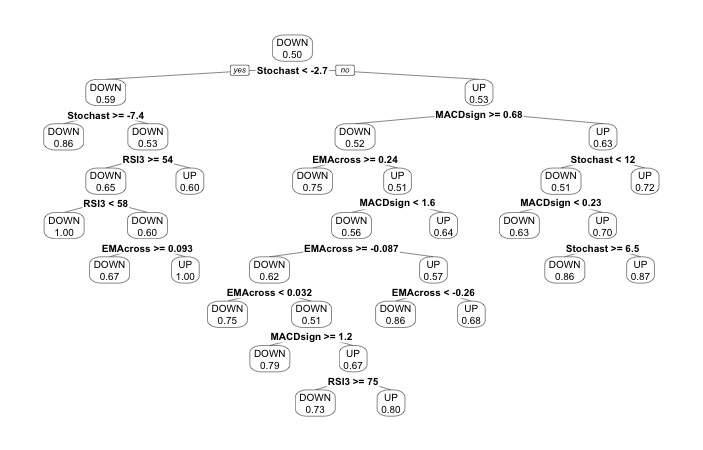 DOWN
0.50
yes Stochast < -2.7 no
DOWN UP
0.59 0.53
Stochast >= -7.4 MACDsign >= 0.68
DOWN DOWN DOWN UP
0.86 0.53 0.52 0.63
RSI3 >= 54 EMAcross >= 0.24 Stochast < 12
DOWN UP DOWN UP DOWN UP
0.65 0.60 0.75 0.51 0.51 0.72
RSI3 < 58 MACDsign < 1.6 MACDsign < 0.23
DOWN DOWN DOWN UP DOWN UP
1.00 0.60 0.56 0.64 0.63 0.70
EMAcross >= 0.093 EMAcross >= -0.087 Stochast >= 6.5
DOWN UP DOWN UP DOWN UP
0.67 1.00 0.62 0.57 0.86 0.87
EMAcross < 0.032 EMAcross < -0.26
DOWN DOWN DOWN UP
0.75 0.51 0.86 0.68
MACDsign >= 1.2
DOWN UP
0.79 0.67
RSI3 >= 75
DOWN UP
0.73 0.80